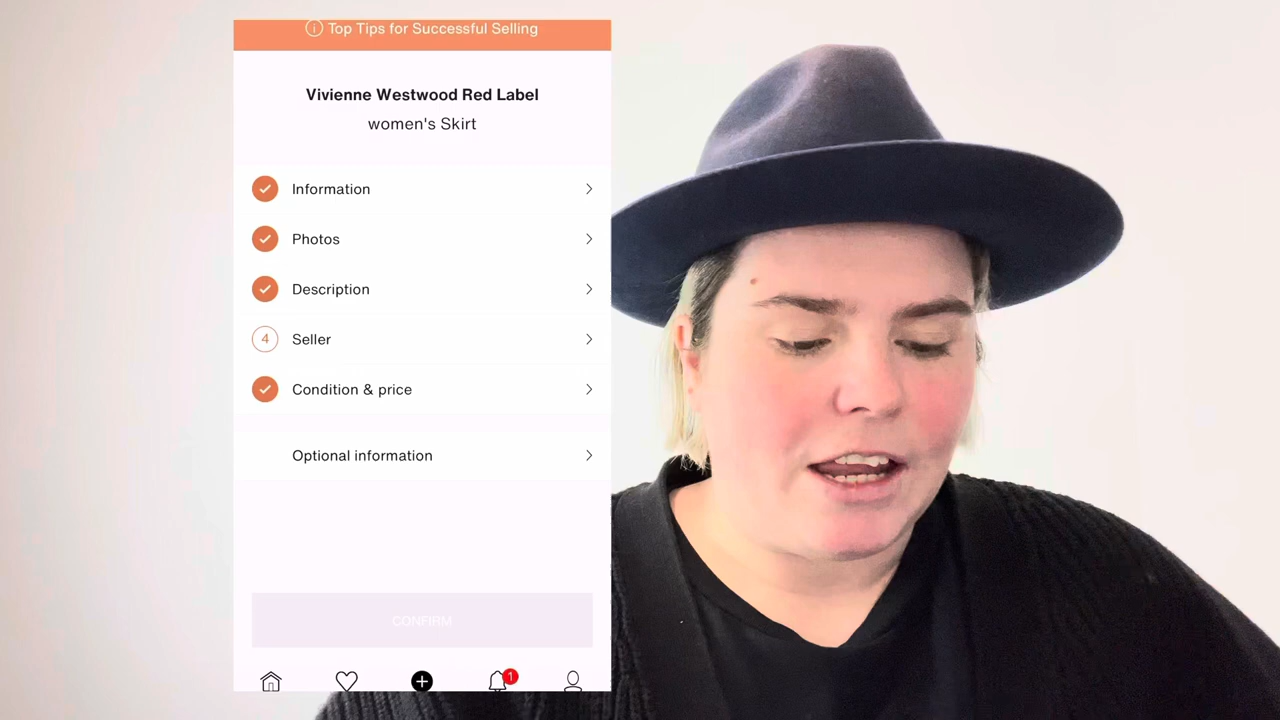 Top Tips for Successful Selling
Vivienne Westwood Red Label
women's Skirt
Information
Photos
Description
4 Seller
Condition & price
Optional information
CONFIRM
1